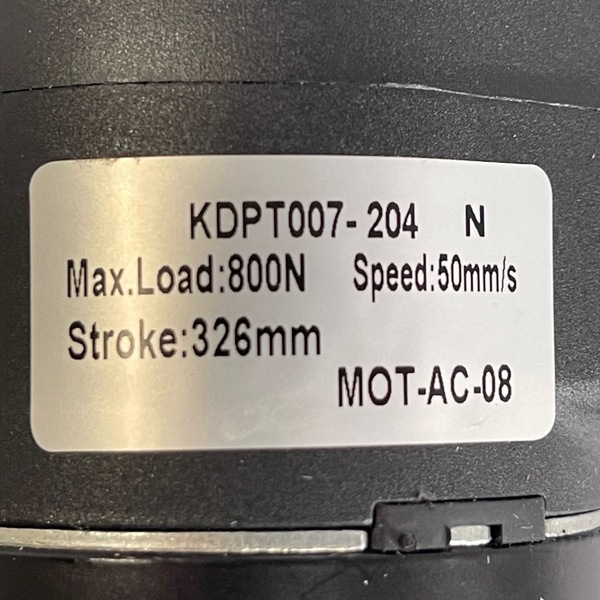 KDPT007- 204 N
Max.Load:800N Speed:50mm/s
Stroke:326mm
MOT-AC-08